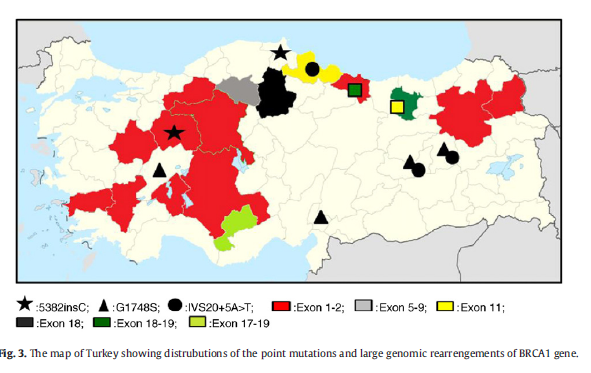 :5382insC; :G1748S; :IVS20+5A>T; :Exon 1-2; :Exon 5-9; :Exon 11;
:Exon 18; :Exon 18-19; :Exon 17-19
Fig. 3. The map of Turkey showing distrubutions of the point mutations and large genomic rearrengements of BRCA1 gene.